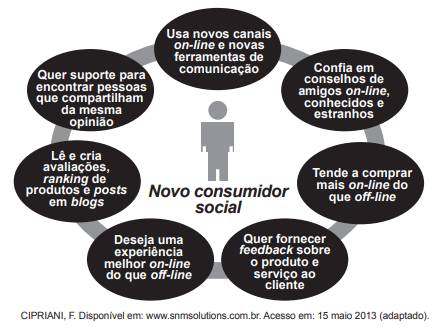 Usa novos canais
on-line e novas
ferramentas de
comunicação
Confia em
conselhos de
amigos on-line,
conhecidos e
estranhos
Tende a comprar
mais on-line do
que off-line
Quer fornecer
feedback sobre
o produto e
serviço ao
cliente
Deseja uma
experiência
melhor on-line
do que off-line
Lê e cria
avaliações,
ranking de
produtos e posts
em blogs
Quer suporte para
encontrar pessoas
que compartilham
da mesma
opinião
Novo consumidor
social
CIPRIANI, F. Disponível em: www.snmsolutions.com.br. Acesso em: 15 maio 2013 (adaptado).